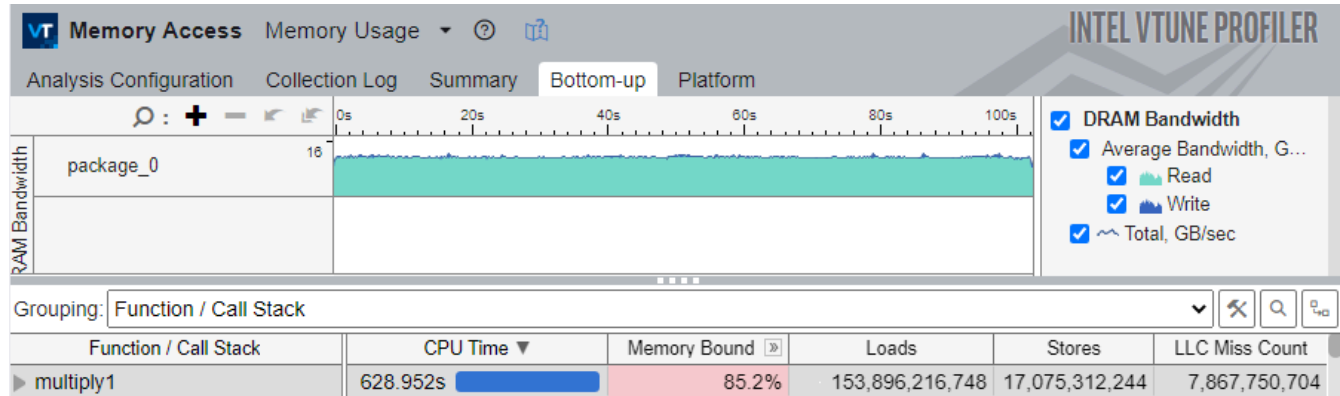 VT Memory Access Memory Usage INTEL VTUNE PROFILER
Analysis Configuration Collection Log Summary Bottom-up Platform
0s 20s 40s 60s 80s 100s
DRAM Bandwidth
RAM Bandwidth
package_0 16
Average Bandwidth, G...
Read
Write
Total, GB/sec
Grouping: Function / Call Stack
Function / Call Stack CPU Time ▼ Memory Bound » Loads Stores LLC Miss Count
multiply1 628.952s 85.2% 153,896,216,748 17,075,312,244 7,867,750,704